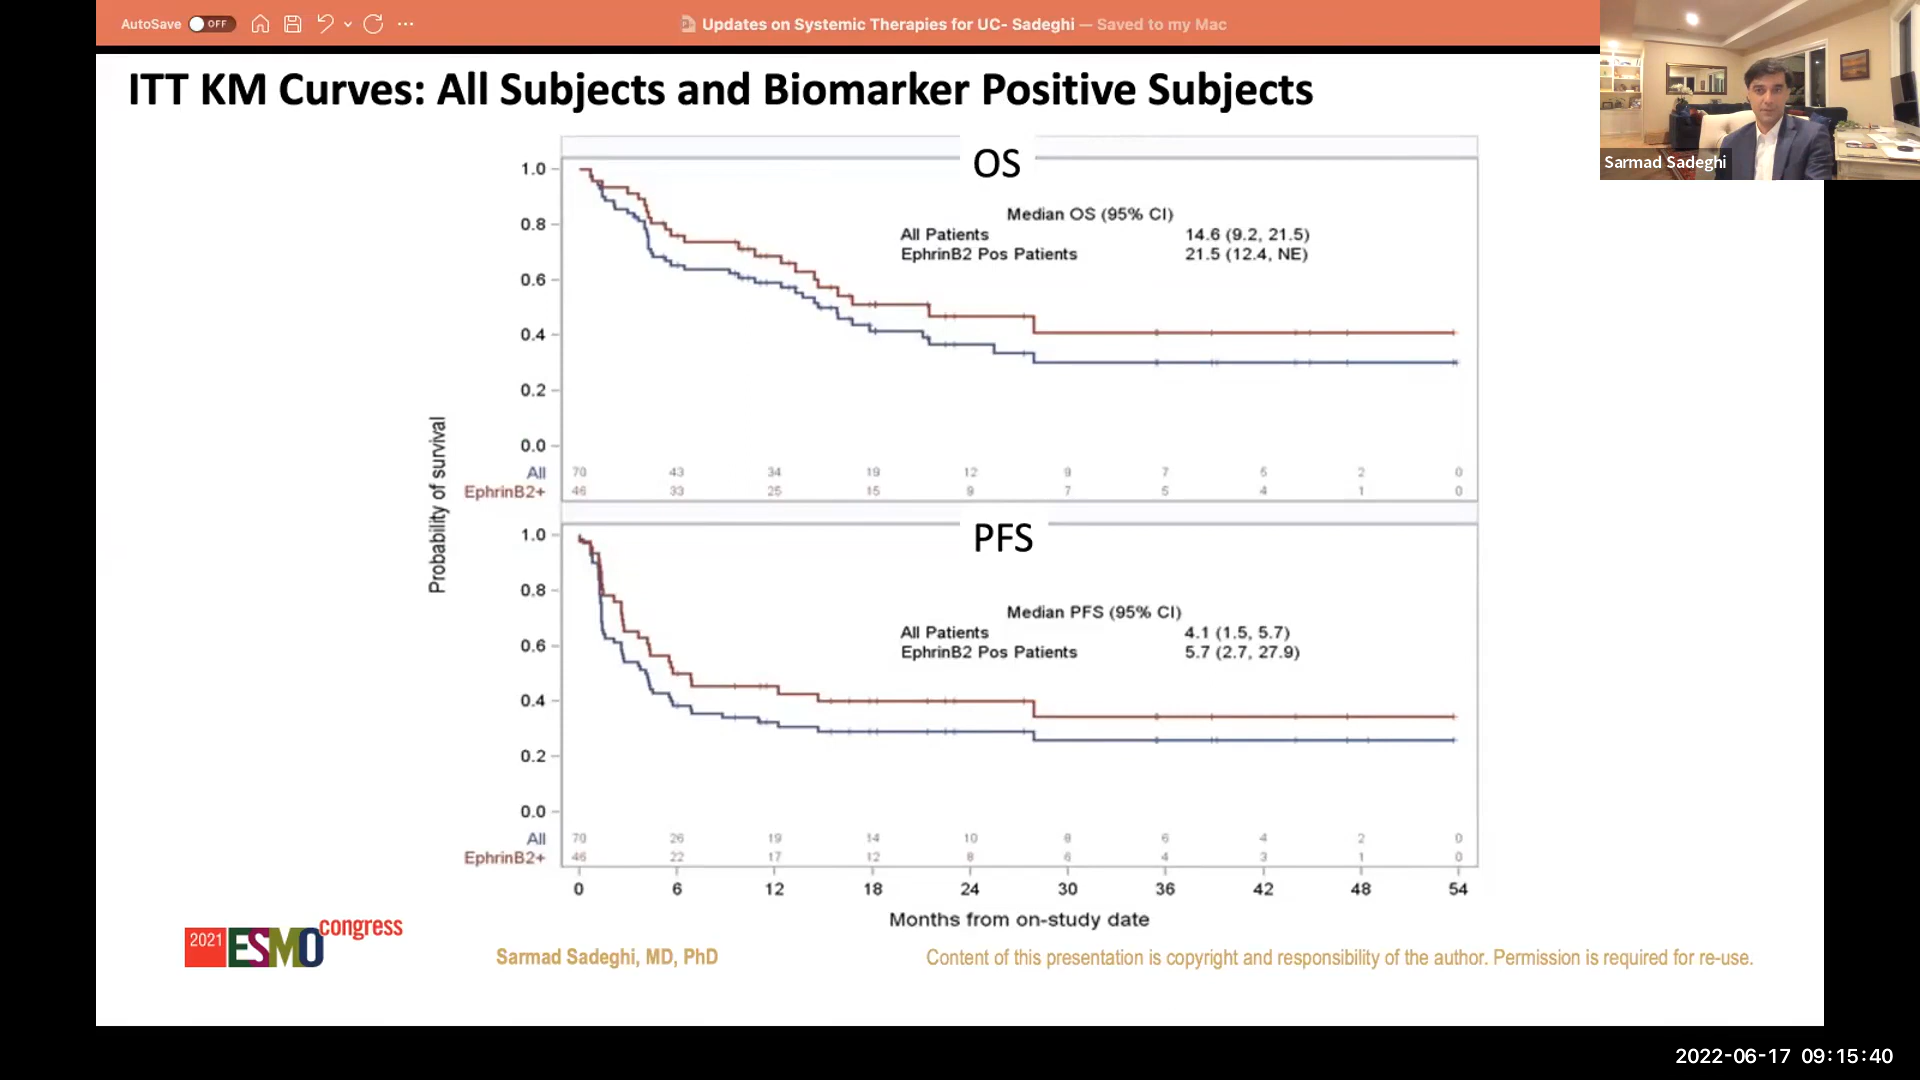 AutoSave OFF
Updates on Systemic Therapies for UC- Sadeghi — Saved to my Mac
Sarmad Sadeghi
ITT KM Curves: All Subjects and Biomarker Positive Subjects
OS
Median OS (95% CI)
All Patients 14.6 (9.2, 21.5)
EphrinB2 Pos Patients 21.5 (12.4, NE)
1.0
0.8
0.6
0.4
0.2
0.0
All 70 43 34 19 12 9 7 5 2 0
EphrinB2+ 46 33 25 15 9 7 5 4 1 0
Probability of survival
PFS
Median PFS (95% CI)
All Patients 4.1 (1.5, 5.7)
EphrinB2 Pos Patients 5.7 (2.7, 27.9)
1.0
0.8
0.6
0.4
0.2
0.0
All 70 26 19 14 10 8 6 4 2 0
EphrinB2+ 46 22 17 12 8 6 4 3 1 0
0 6 12 18 24 30 36 42 48 54
Months from on-study date
2021 ESMO congress
Sarmad Sadeghi, MD, PhD
Content of this presentation is copyright and responsibility of the author. Permission is required for re-use.
2022-06-17 09:15:40